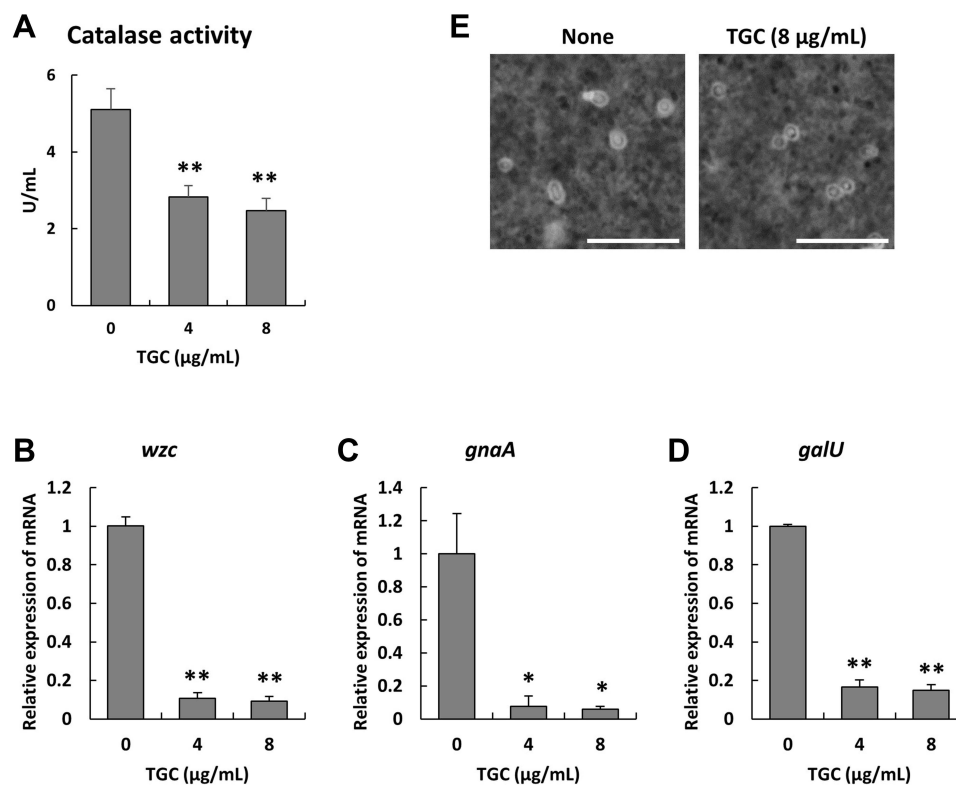 A
Catalase activity
6
4
2
0
U/mL
**
**
0 4 8
TGC (μg/mL)
E
None
TGC (8 μg/mL)
B
wzc
1.2
1
0.8
0.6
0.4
0.2
0
Relative expression of mRNA
**
**
0 4 8
TGC (μg/mL)
C
gnaA
1.4
1.2
1
0.8
0.6
0.4
0.2
0
Relative expression of mRNA
*
*
0 4 8
TGC (μg/mL)
D
galU
1.2
1
0.8
0.6
0.4
0.2
0
Relative expression of mRNA
**
**
0 4 8
TGC (μg/mL)